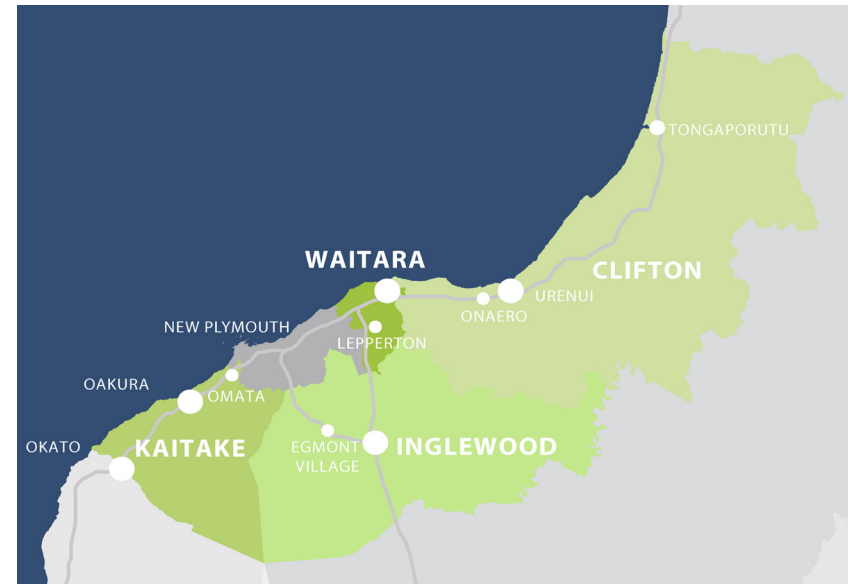 TONGAPORUTU
WAITARA
CLIFTON
URENUI
ONAERO
NEW PLYMOUTH
LEPPERTON
OAKURA
OMATA
OKATO
KAITAKE
EGMONT
VILLAGE
INGLEWOOD